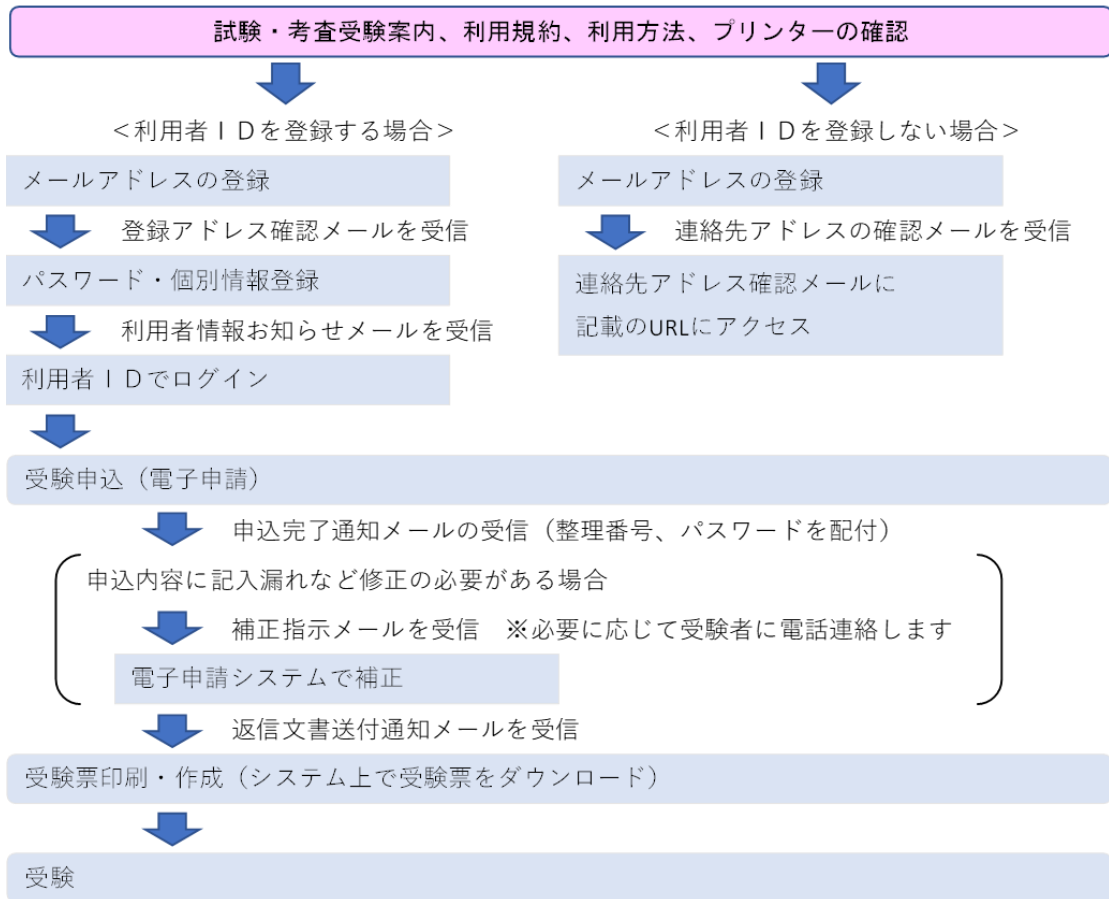 試験・考査受験案内、利用規約、利用方法、プリンターの確認
<利用者ＩＤを登録する場合>
メールアドレスの登録
登録アドレス確認メールを受信
パスワード・個別情報登録
利用者情報お知らせメールを受信
利用者ＩＤでログイン
<利用者ＩＤを登録しない場合>
メールアドレスの登録
連絡先アドレスの確認メールを受信
連絡先アドレス確認メールに
記載のURLにアクセス
受験申込（電子申請）
申込完了通知メールの受信（整理番号、パスワードを配付）
申込内容に記入漏れなど修正の必要がある場合
補正指示メールを受信　※必要に応じて受験者に電話連絡します
電子申請システムで補正
返信文書送付通知メールを受信
受験票印刷・作成（システム上で受験票をダウンロード）
受験